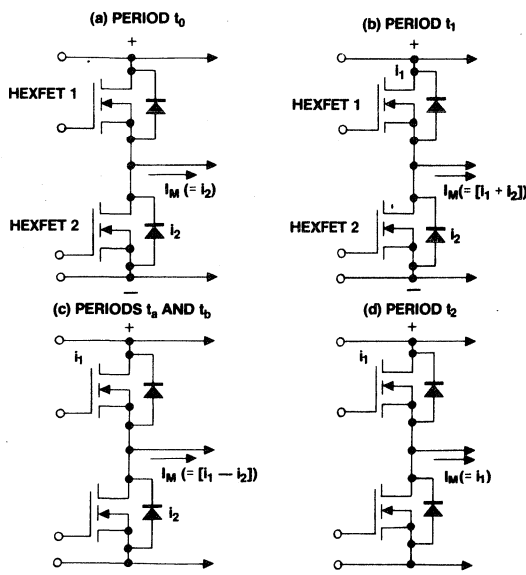 (a) PERIOD t0
+
HEXFET 1
IM (= i2)
HEXFET 2
i2
—
(b) PERIOD t1
+
i1
HEXFET 1
IM(= [i1 + i2])
HEXFET 2
i2
—
(c) PERIODS ta AND tb
+
i1
IM (= [i1 — i2])
i2
(d) PERIOD t2
+
i1
IM(= i1)